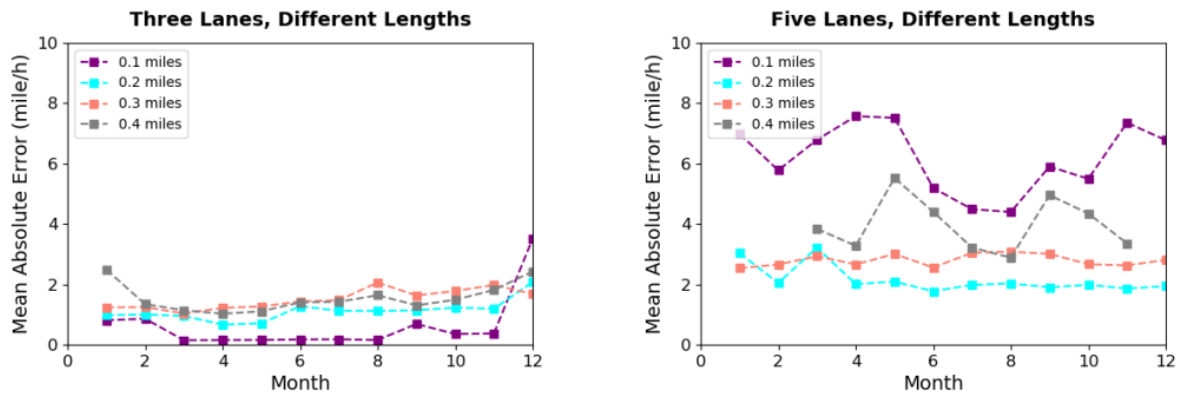 Three Lanes, Different Lengths
10
8
6
4
2
0
Mean Absolute Error (mile/h)
0.1 miles
0.2 miles
0.3 miles
0.4 miles
0 2 4 6 8 10 12
Month
Five Lanes, Different Lengths
10
8
6
4
2
0
Mean Absolute Error (mile/h)
0.1 miles
0.2 miles
0.3 miles
0.4 miles
0 2 4 6 8 10 12
Month